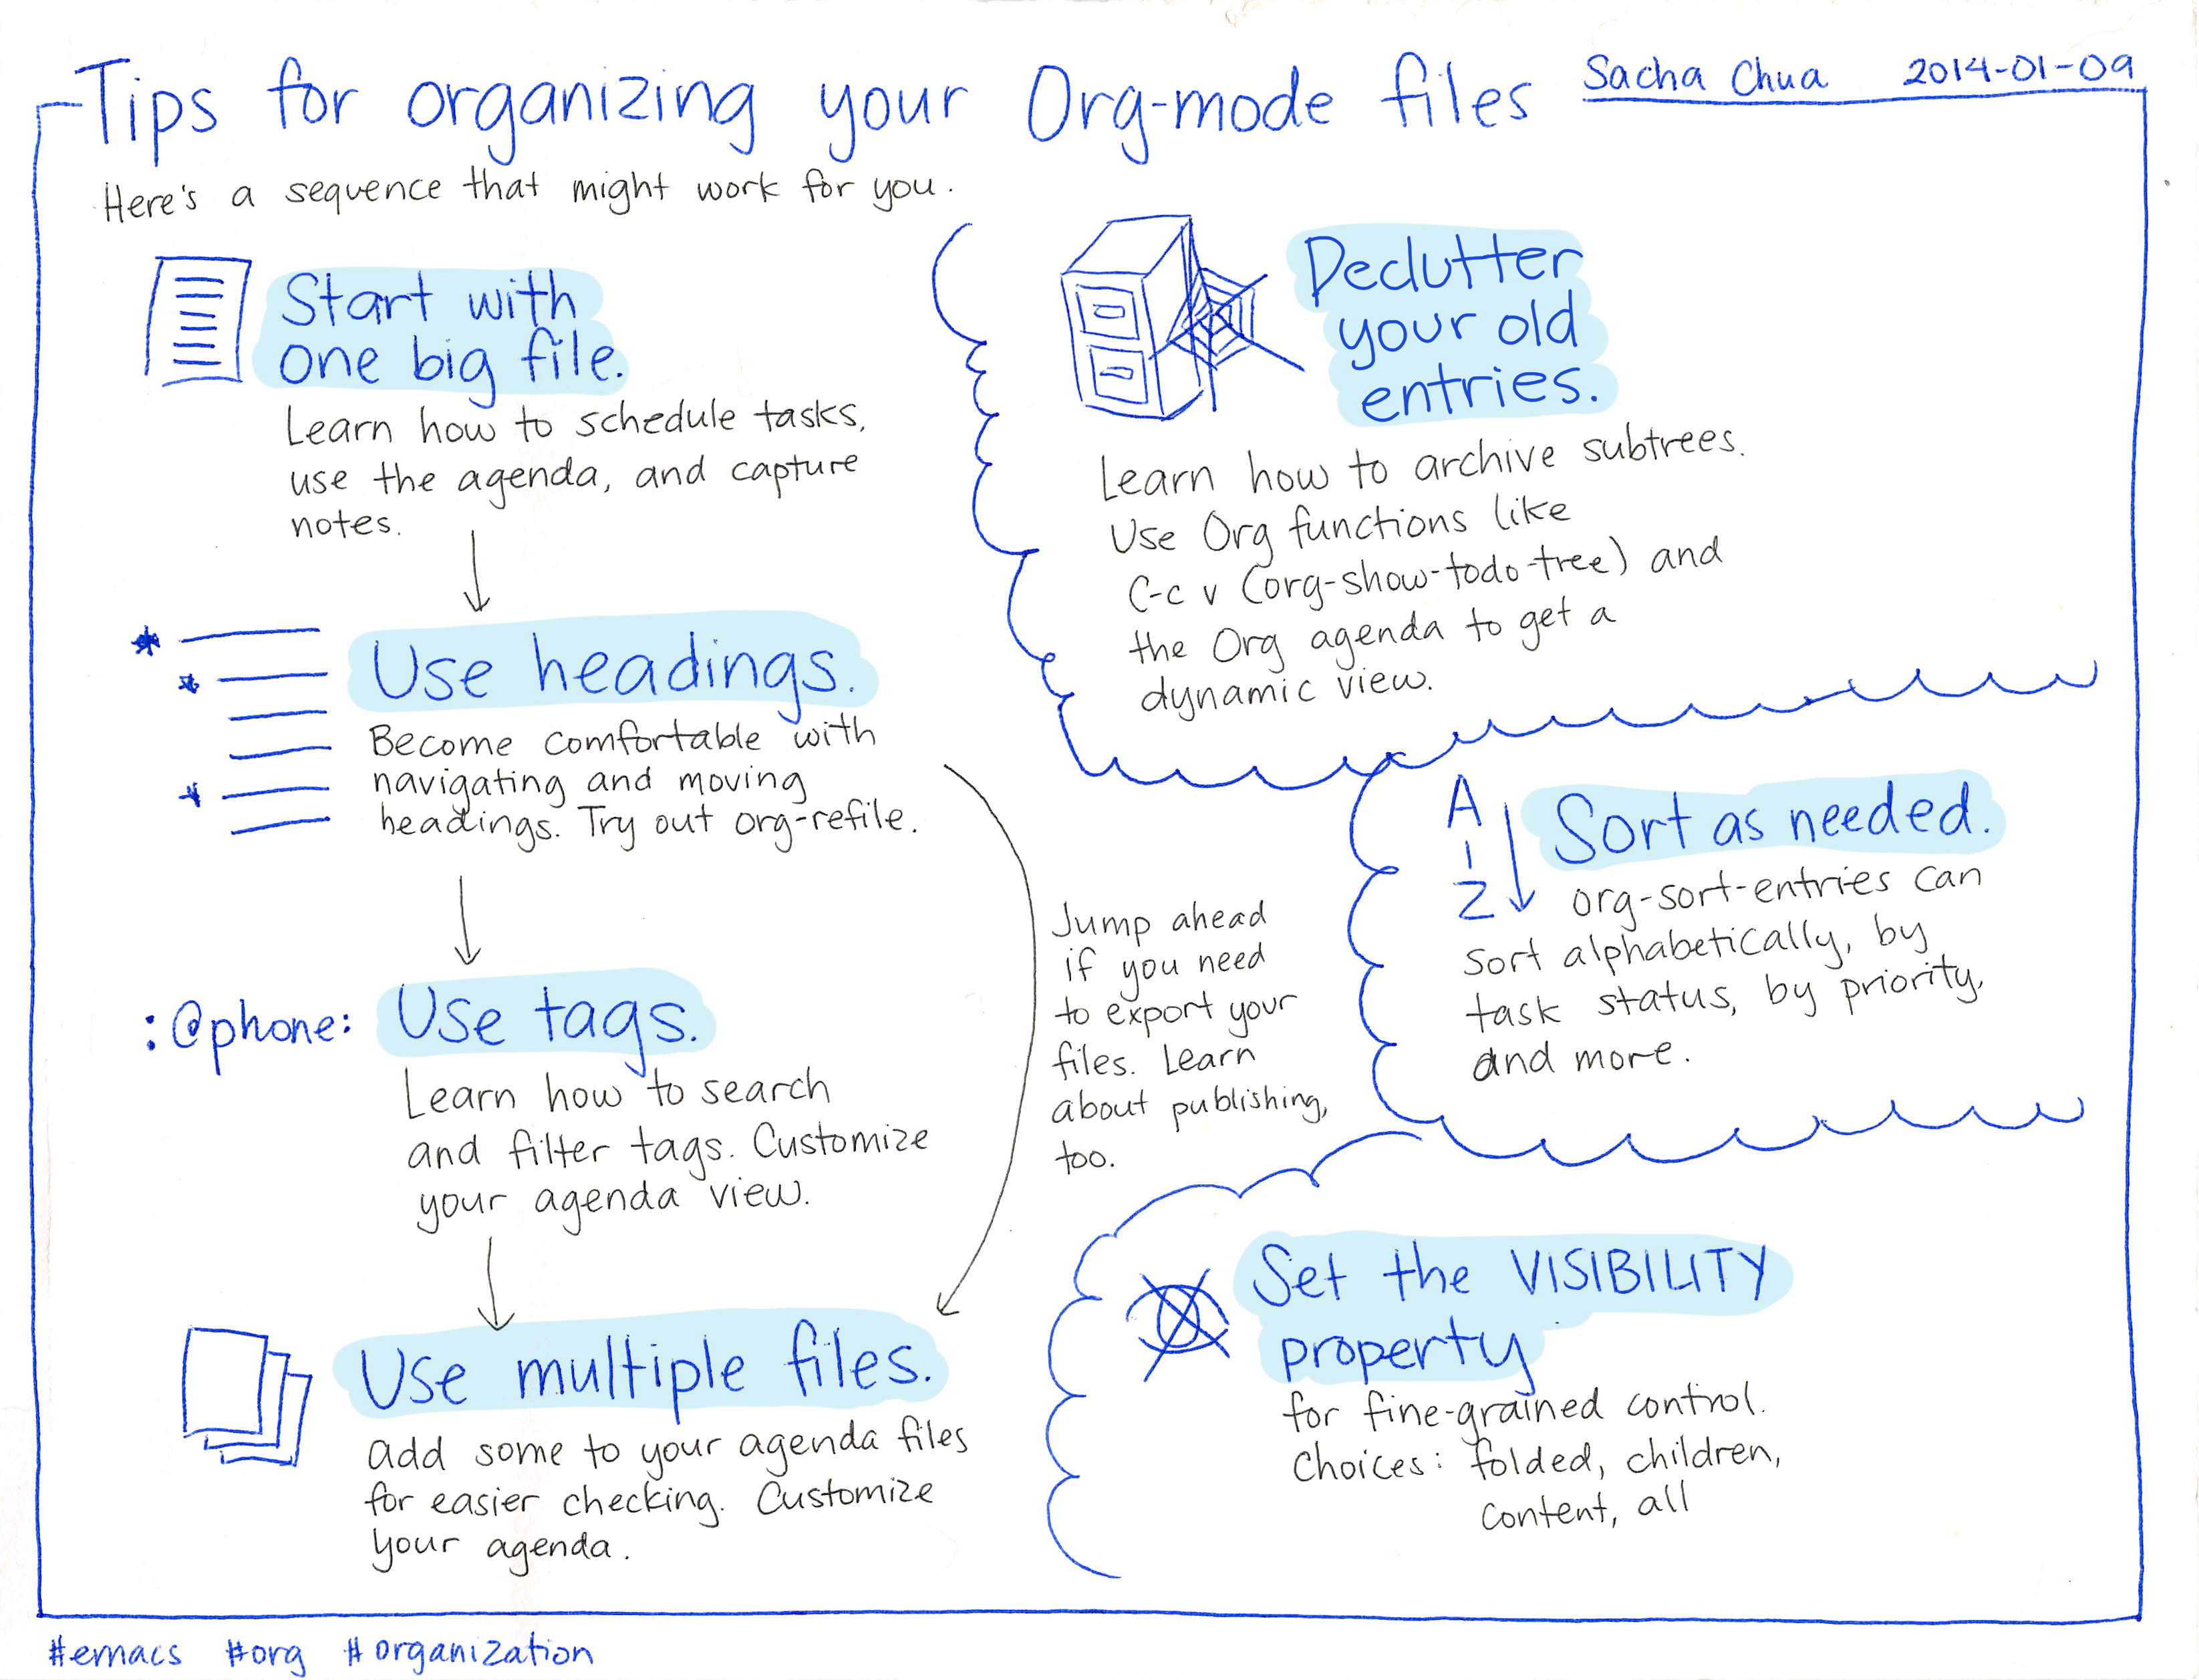 Tips for organizing your Org-mode files
Sacha Chua 2014-01-09
Here's a sequence that might work for you.
Start with
one big file.
Learn how to schedule tasks,
use the agenda, and capture
notes.
Use headings.
Become comfortable with
navigating and moving
headings. Try out org-refile.
:@phone: Use tags.
Learn how to search
and filter tags. Customize
your agenda view.
Use multiple files.
Add some to your agenda files
for easier checking. Customize
your agenda.
Jump ahead
if you need
to export your
files. Learn
about publishing,
too.
Declutter
your old
entries.
Learn how to archive subtrees.
Use Org functions like
C-c v (org-show-todo-tree) and
the Org agenda to get a
dynamic view.
A
-
Z
Sort as needed.
org-sort-entries can
sort alphabetically, by
task status, by priority,
and more.
Set the VISIBILITY
property
for fine-grained control.
Choices: folded, children,
content, all
#emacs #org #organization